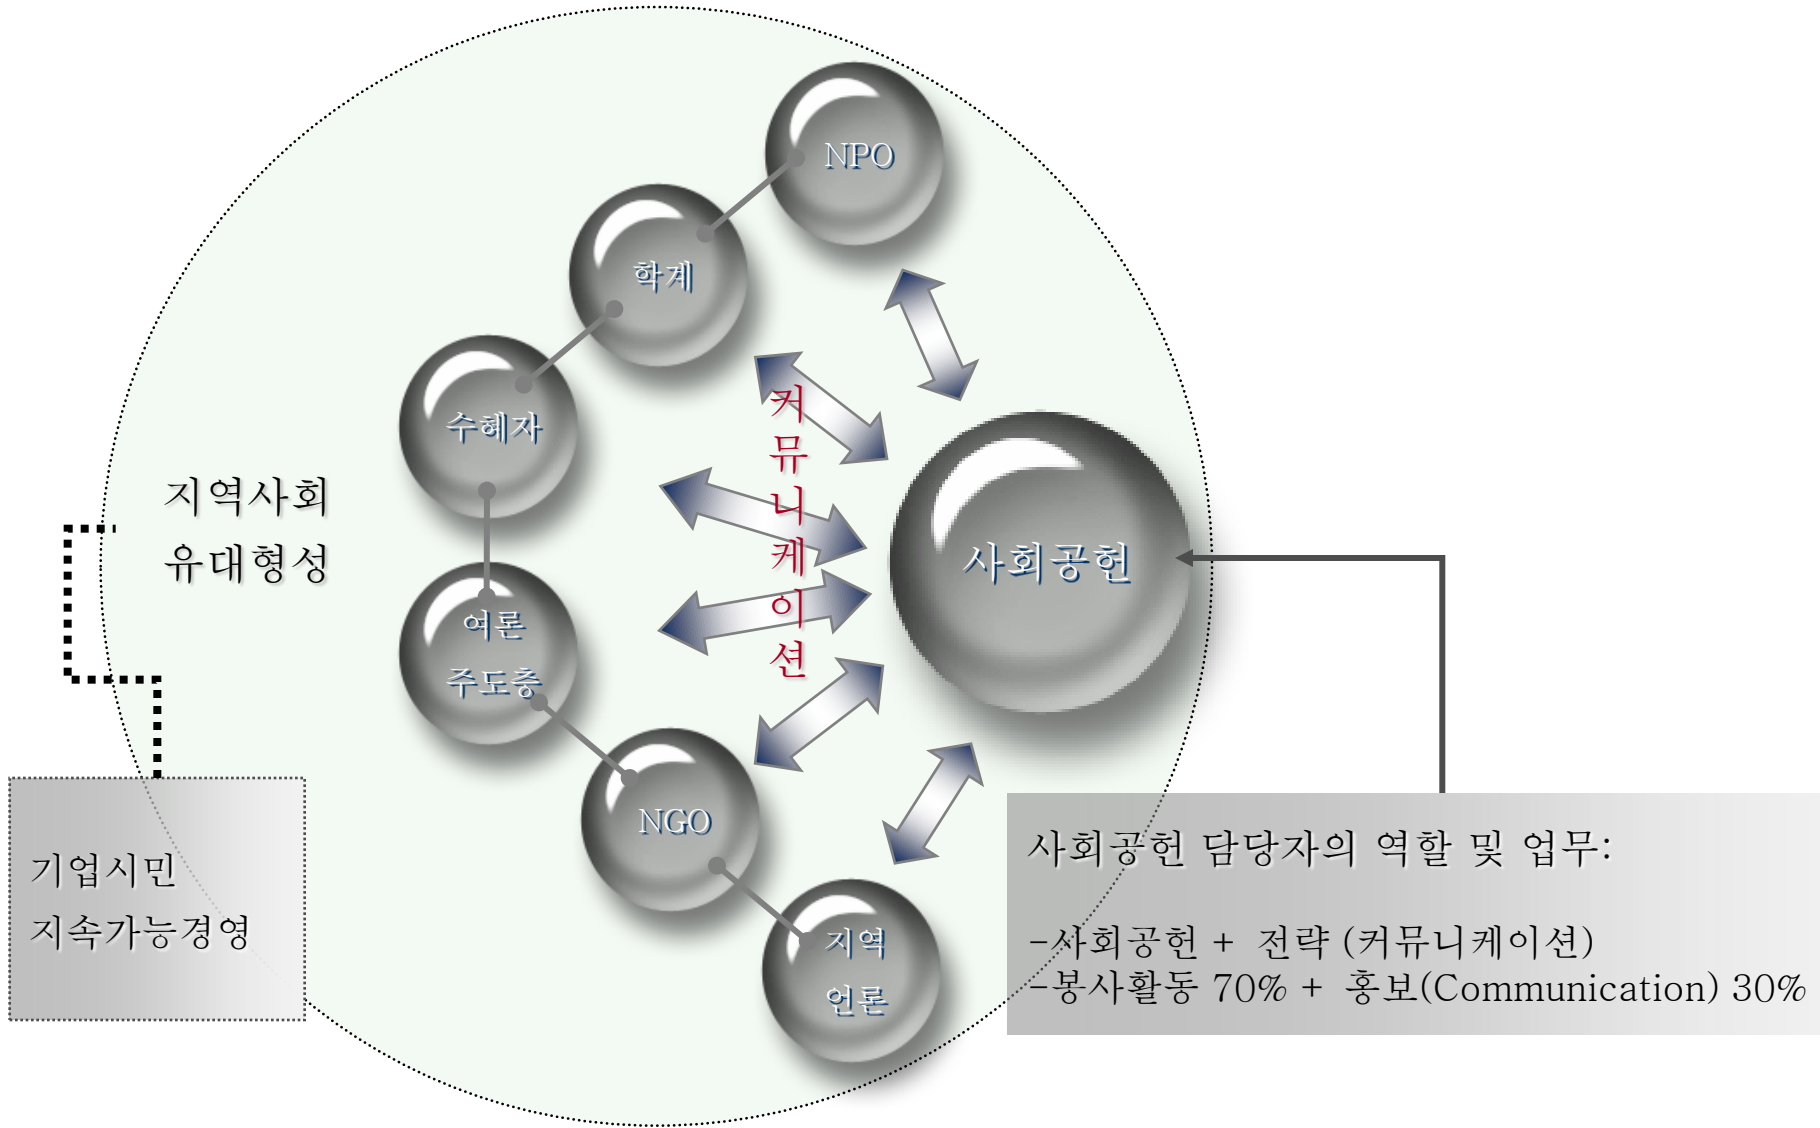 NPO
학계
수혜자
여론
주도층
NGO
지역
언론
커뮤니케이션
사회공헌
지역사회
유대형성
기업시민
지속가능경영
사회공헌 담당자의 역할 및 업무:
-사회공헌 + 전략 (커뮤니케이션)
-봉사활동 70% + 홍보(Communication) 30%